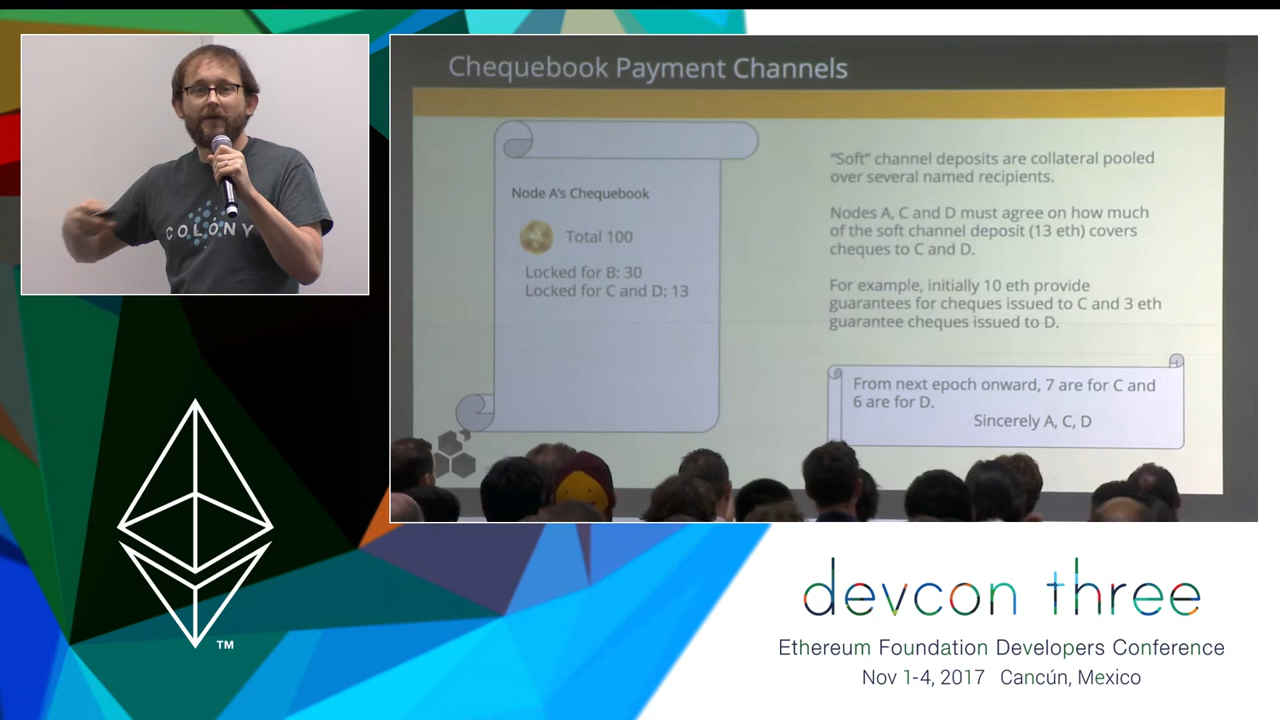 COLONY
Chequebook Payment Channels
Node A's Chequebook
Total 100
Locked for B: 30
Locked for C and D: 13
“Soft” channel deposits are collateral pooled
over several named recipients.
Nodes A, C and D must agree on how much
of the soft channel deposit (13 eth) covers
cheques to C and D.
For example, initially 10 eth provide
guarantees for cheques issued to C and 3 eth
guarantee cheques issued to D.
From next epoch onward, 7 are for C and
6 are for D.
Sincerely A, C, D
TM
devcon three
Ethereum Foundation Developers Conference
Nov 1-4, 2017 Cancún, Mexico